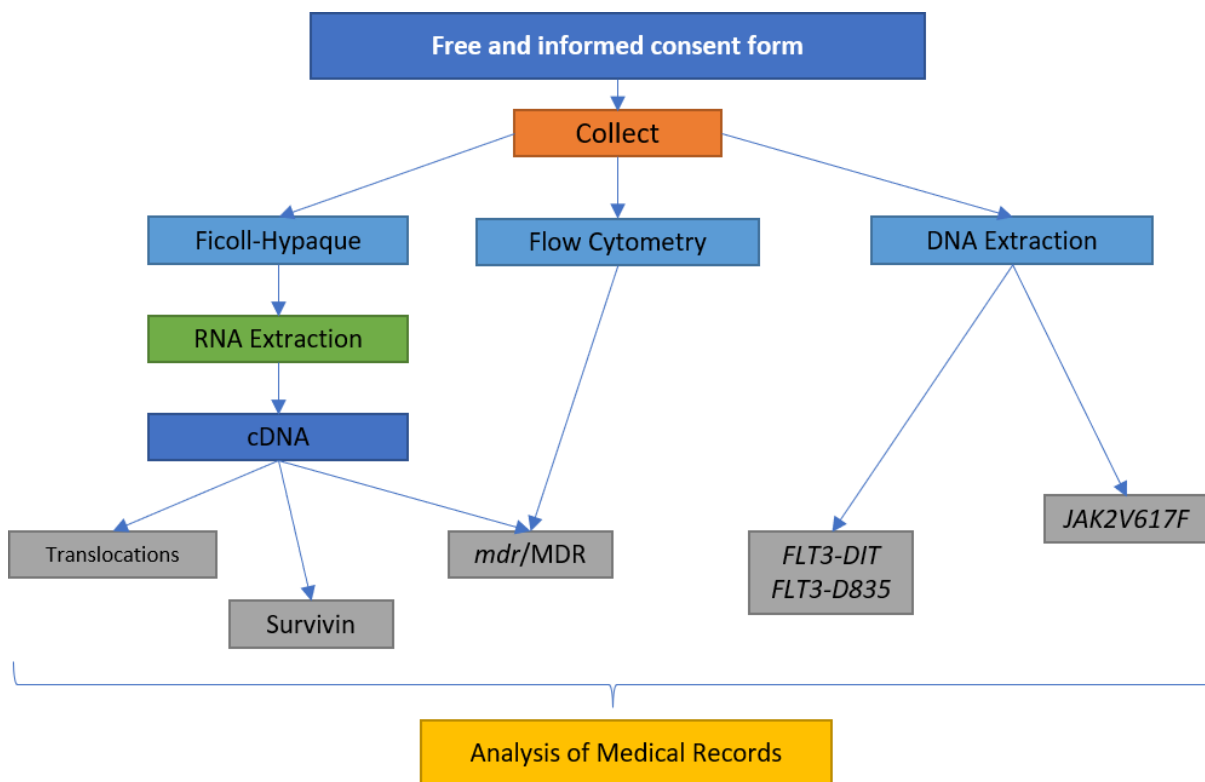 Free and informed consent form
Collect
Ficoll-Hypaque
Flow Cytometry
DNA Extraction
RNA Extraction
cDNA
Translocations
Survivin
mdr/MDR
FLT3-DIT
FLT3-D835
JAK2V617F
Analysis of Medical Records